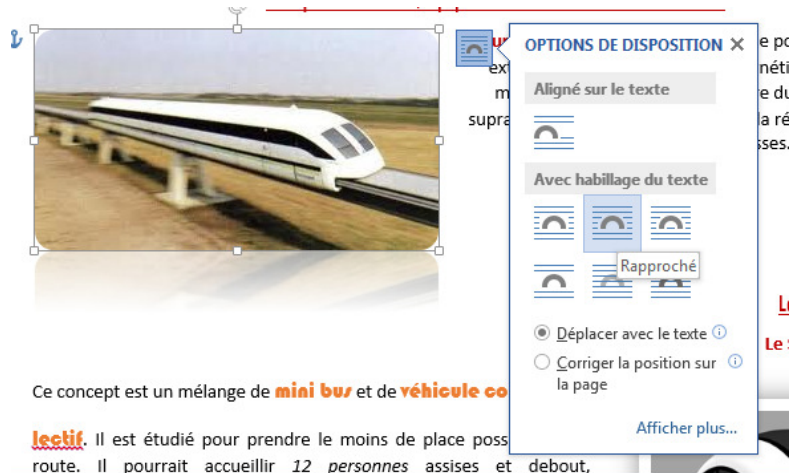 OPTIONS DE DISPOSITION
Aligné sur le texte
Avec habillage du texte
Rapproché
Déplacer avec le texte
Corriger la position sur
la page
Afficher plus...
Ce concept est un mélange de mini bus et de véhicule co
lectif. Il est étudié pour prendre le moins de place
route. Il pourrait accueillir 12 personnes assises et debout,